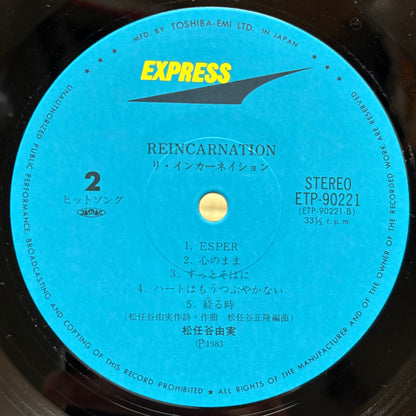 MFD. BY TOSHIBA-EMI LTD. IN JAPAN
EXPRESS
REINCARNATION
リ・インカーネイション
2
ヒットソング
JASRAC
STEREO
ETP-90221
(ETP-90221-B)
33⅓ r.p.m.
1. ESPER
2. 心のまま
3. ずっとそばに
4. ハートはもうつぶやかない
5. 経る時
(松任谷由実作詩・作曲 松任谷正隆編曲)
松任谷由実
Ⓟ1983
★ ★ ★ UNAUTHORIZED PUBLIC PERFORMANCE, BROADCASTING AND COPYING OF THIS RECORD PROHIBITED ★ ALL RIGHTS OF THE MANUFACTURER AND OF THE OWNER OF THE RECORDED WORK RESERVED ★ ★ ★